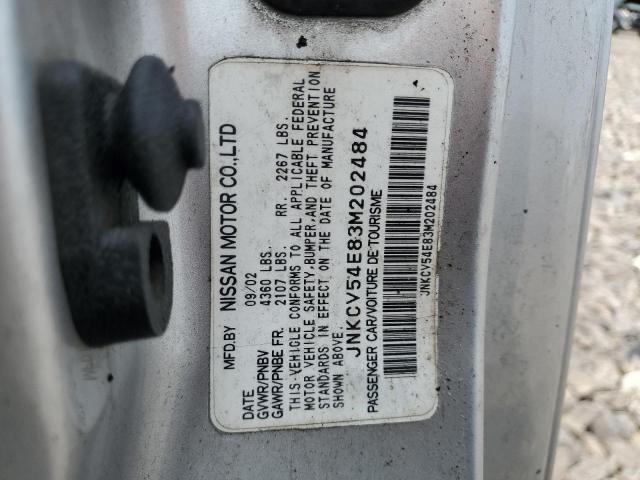 MFD.BY NISSAN MOTOR CO.,LTD
DATE 09/02
GVWR/PNBV 4360 LBS.
GAWR/PNBE FR. 2107 LBS. RR. 2267 LBS.
THIS VEHICLE CONFORMS TO ALL APPLICABLE FEDERAL
MOTOR VEHICLE SAFETY,BUMPER,AND THEFT PREVENTION
STANDARDS IN EFFECT ON THE DATE OF MANUFACTURE
SHOWN ABOVE.
JNKCV54E83M202484
PASSENGER CAR/VOITURE DE TOURISME
JNKCV54E83M202484